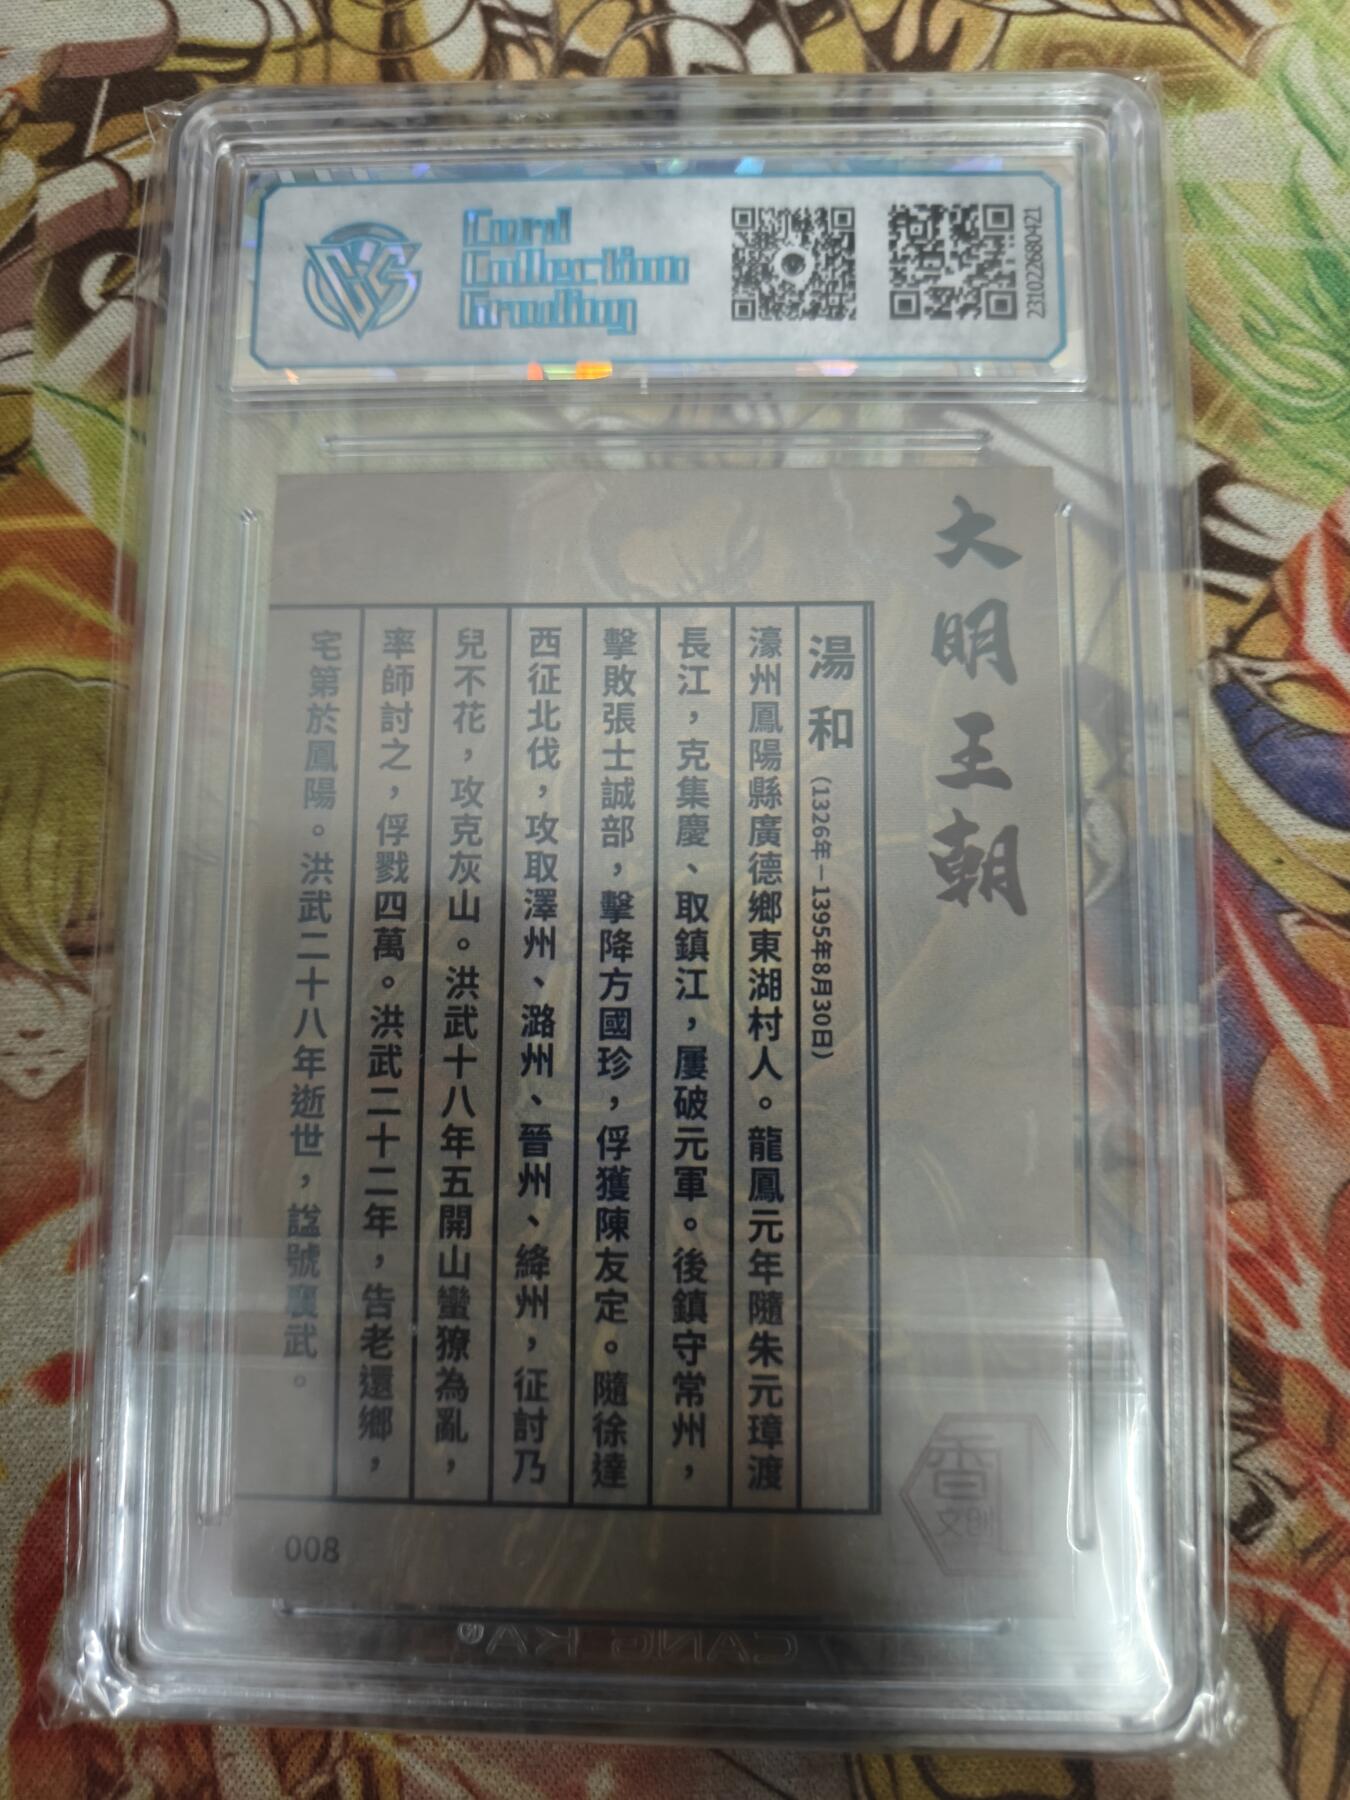 Card
Collection
Grading
2310226804​21
大明王朝
湯和 (1326年－1395年8月30日)
濠州鳳陽縣廣德鄉東湖村人。龍鳳元年隨朱元璋渡
長江，克集慶、取鎮江，屢破元軍。後鎮守常州，
擊敗張士誠部，擊降方國珍，俘獲陳友定。隨徐達
西征北伐，攻取澤州、潞州、晉州、絳州，征討乃
兒不花，攻克灰山。洪武十八年五開山蠻獠為亂，
率師討之，俘戮四萬。洪武二十二年，告老還鄉，
宅第於鳳陽。洪武二十八年逝世，諡號襄武。
香
文創
008